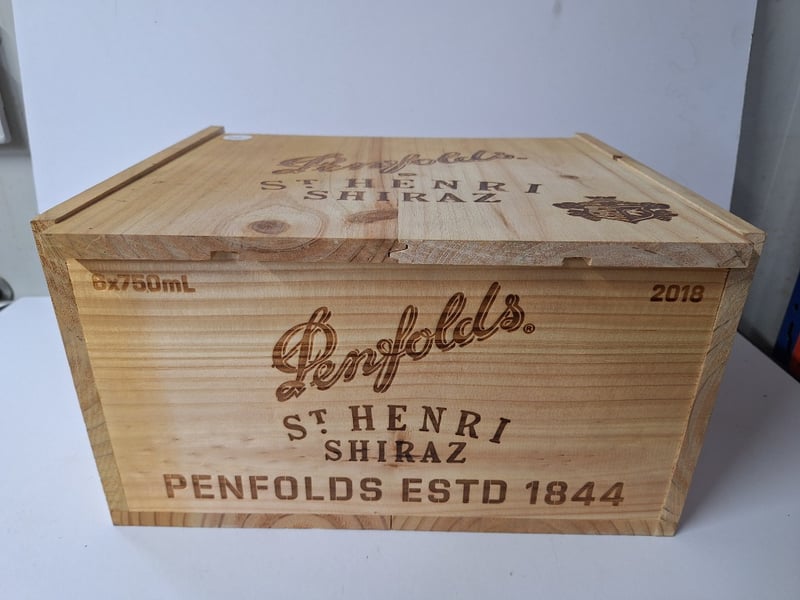 Penfolds.
ST. HENRI
SHIRAZ
6x750mL
2018
Penfolds.®
ST. HENRI
SHIRAZ
PENFOLDS ESTD 1844